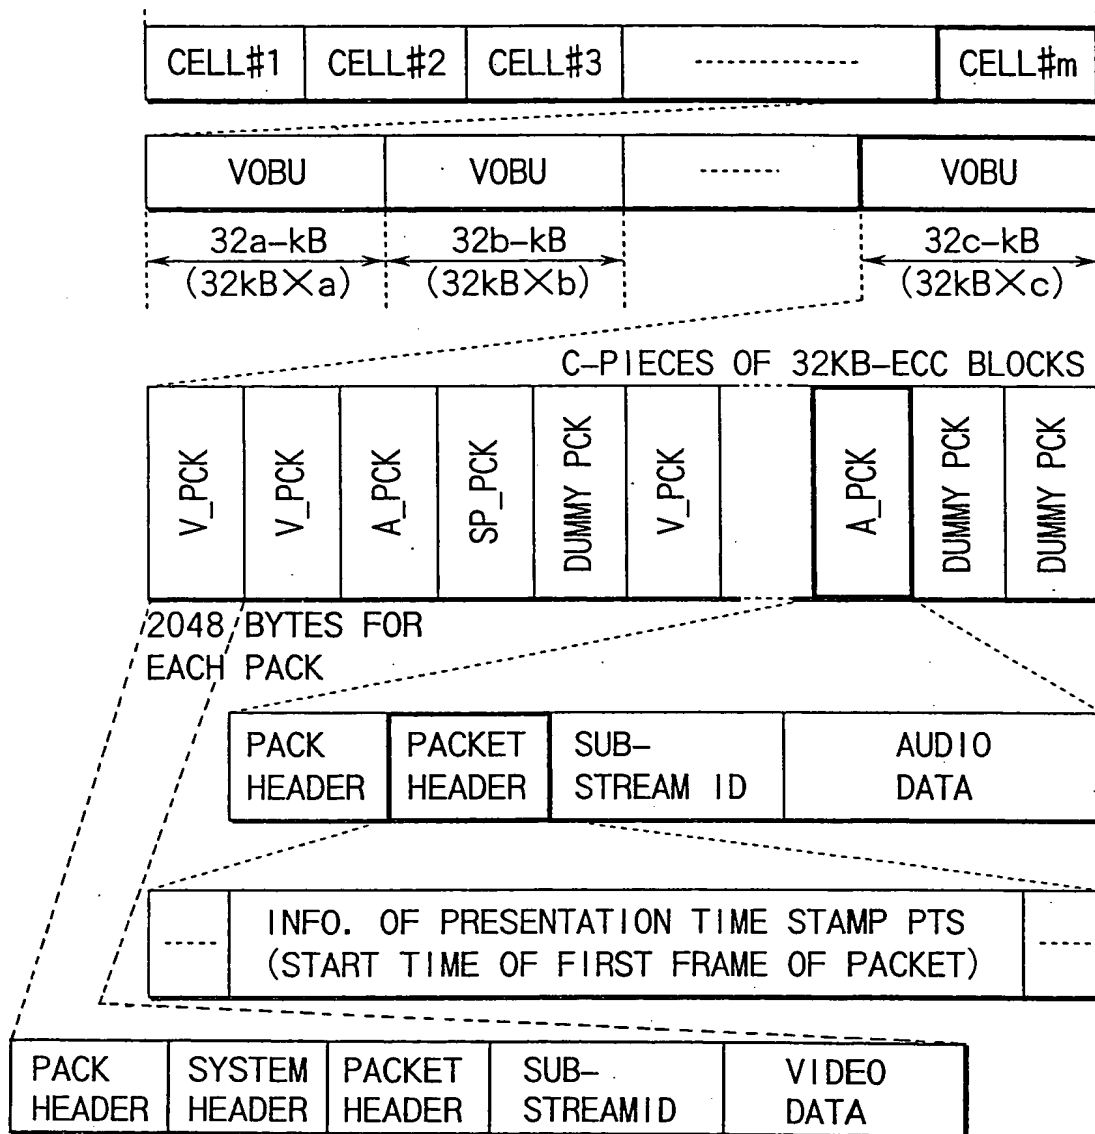 CELL#1 CELL#2 CELL#3 CELL#m
VOBU VOBU VOBU
32a-kB 32b-kB 32c-kB
(32kB×a) (32kB×b) (32kB×c)
C-PIECES OF 32KB-ECC BLOCKS
V_PCK V_PCK A_PCK SP_PCK DUMMY PCK V_PCK A_PCK DUMMY PCK DUMMY PCK
2048 BYTES FOR
EACH PACK
PACK PACKET SUB- AUDIO
HEADER HEADER STREAM ID DATA
INFO. OF PRESENTATION TIME STAMP PTS
(START TIME OF FIRST FRAME OF PACKET)
PACK SYSTEM PACKET SUB- VIDEO
HEADER HEADER HEADER STREAMID DATA